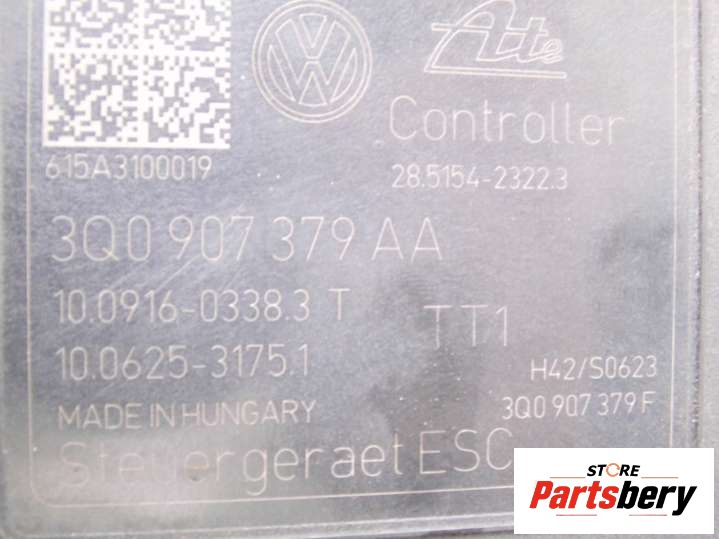 Ate
Controller
615A3100019
28.5154-2322.3
3Q0 907 379 AA
10.0916-0338.3 T
TT1
10.0625-3175.1
H42/S0623
MADE IN HUNGARY
3Q0 907 379 F
Steuergeraet ESC
STORE
Partsbery